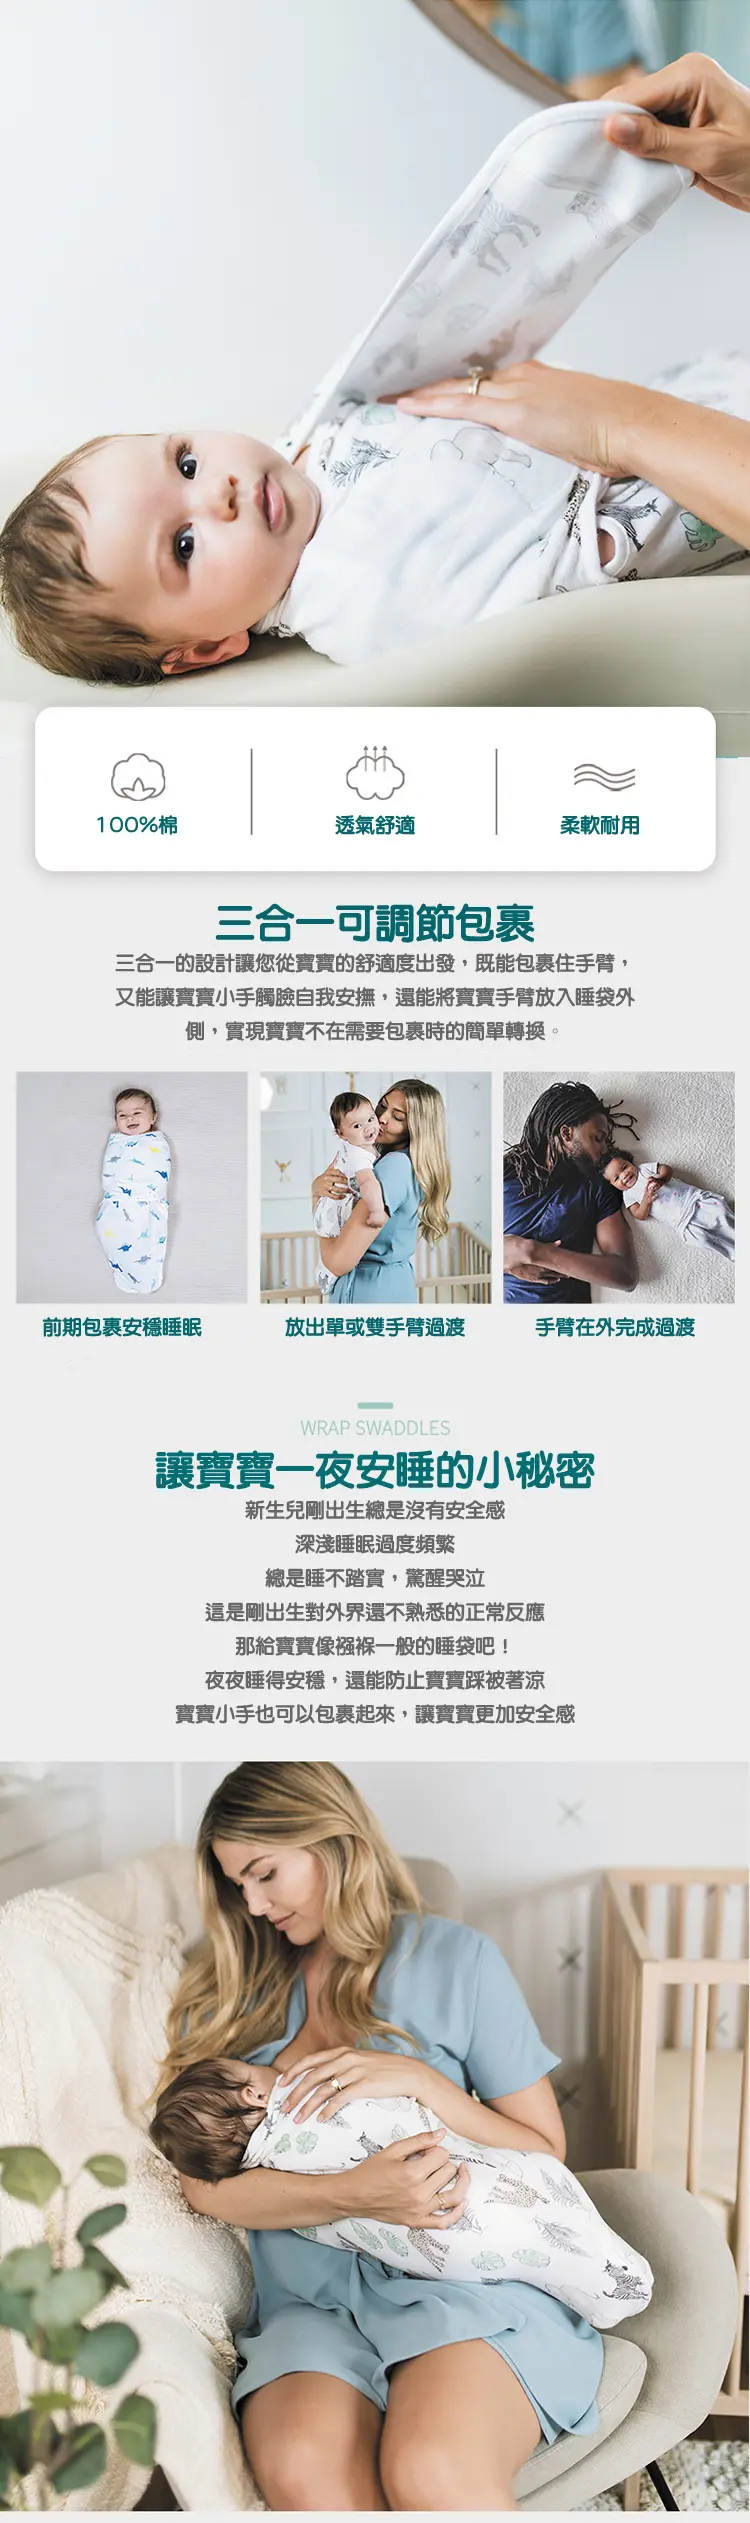 100%棉
透氣舒適
柔軟耐用
三合一可調節包裹
三合一的設計讓您從寶寶的舒適度出發，既能包裹住手臂，
又能讓寶寶小手觸臉自我安撫，還能將寶寶手臂放入睡袋外
側，實現寶寶不在需要包裹時的簡單轉換。
前期包裹安穩睡眠
放出單或雙手臂過渡
手臂在外完成過渡
WRAP SWADDLES
讓寶寶一夜安睡的小秘密
新生兒剛出生總是沒有安全感
深淺睡眠過度頻繁
總是睡不踏實，驚醒哭泣
這是剛出生對外界還不熟悉的正常反應
那給寶寶像襁褓一般的睡袋吧！
夜夜睡得安穩，還能防止寶寶踩被著涼
寶寶小手也可以包裹起來，讓寶寶更加安全感